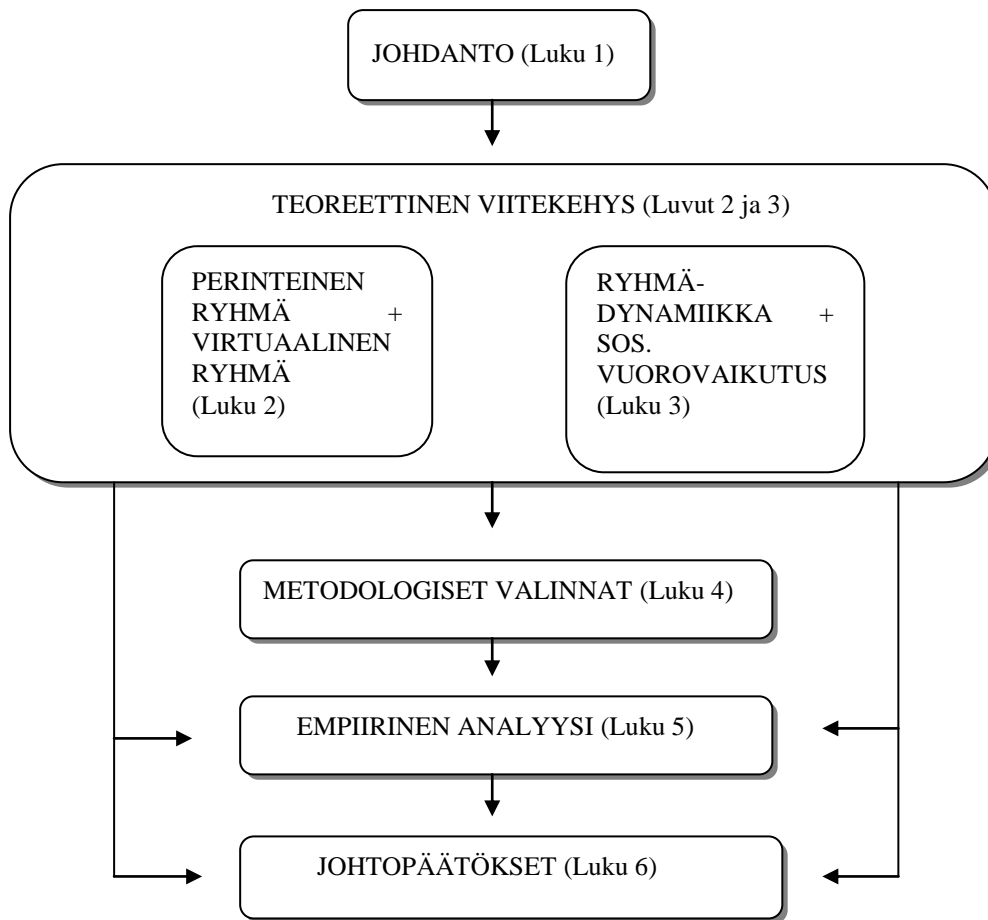 JOHDANTO (Luku 1)
TEOREETTINEN VIITEKEHYS (Luvut 2 ja 3)
PERINTEINEN
RYHMÄ +
VIRTUAALINEN
RYHMÄ
(Luku 2)
RYHMÄ-
DYNAMIIKKA +
SOS.
VUOROVAIKUTUS
(Luku 3)
METODOLOGISET VALINNAT (Luku 4)
EMPIIRINEN ANALYYSI (Luku 5)
JOHTOPÄÄTÖKSET (Luku 6)